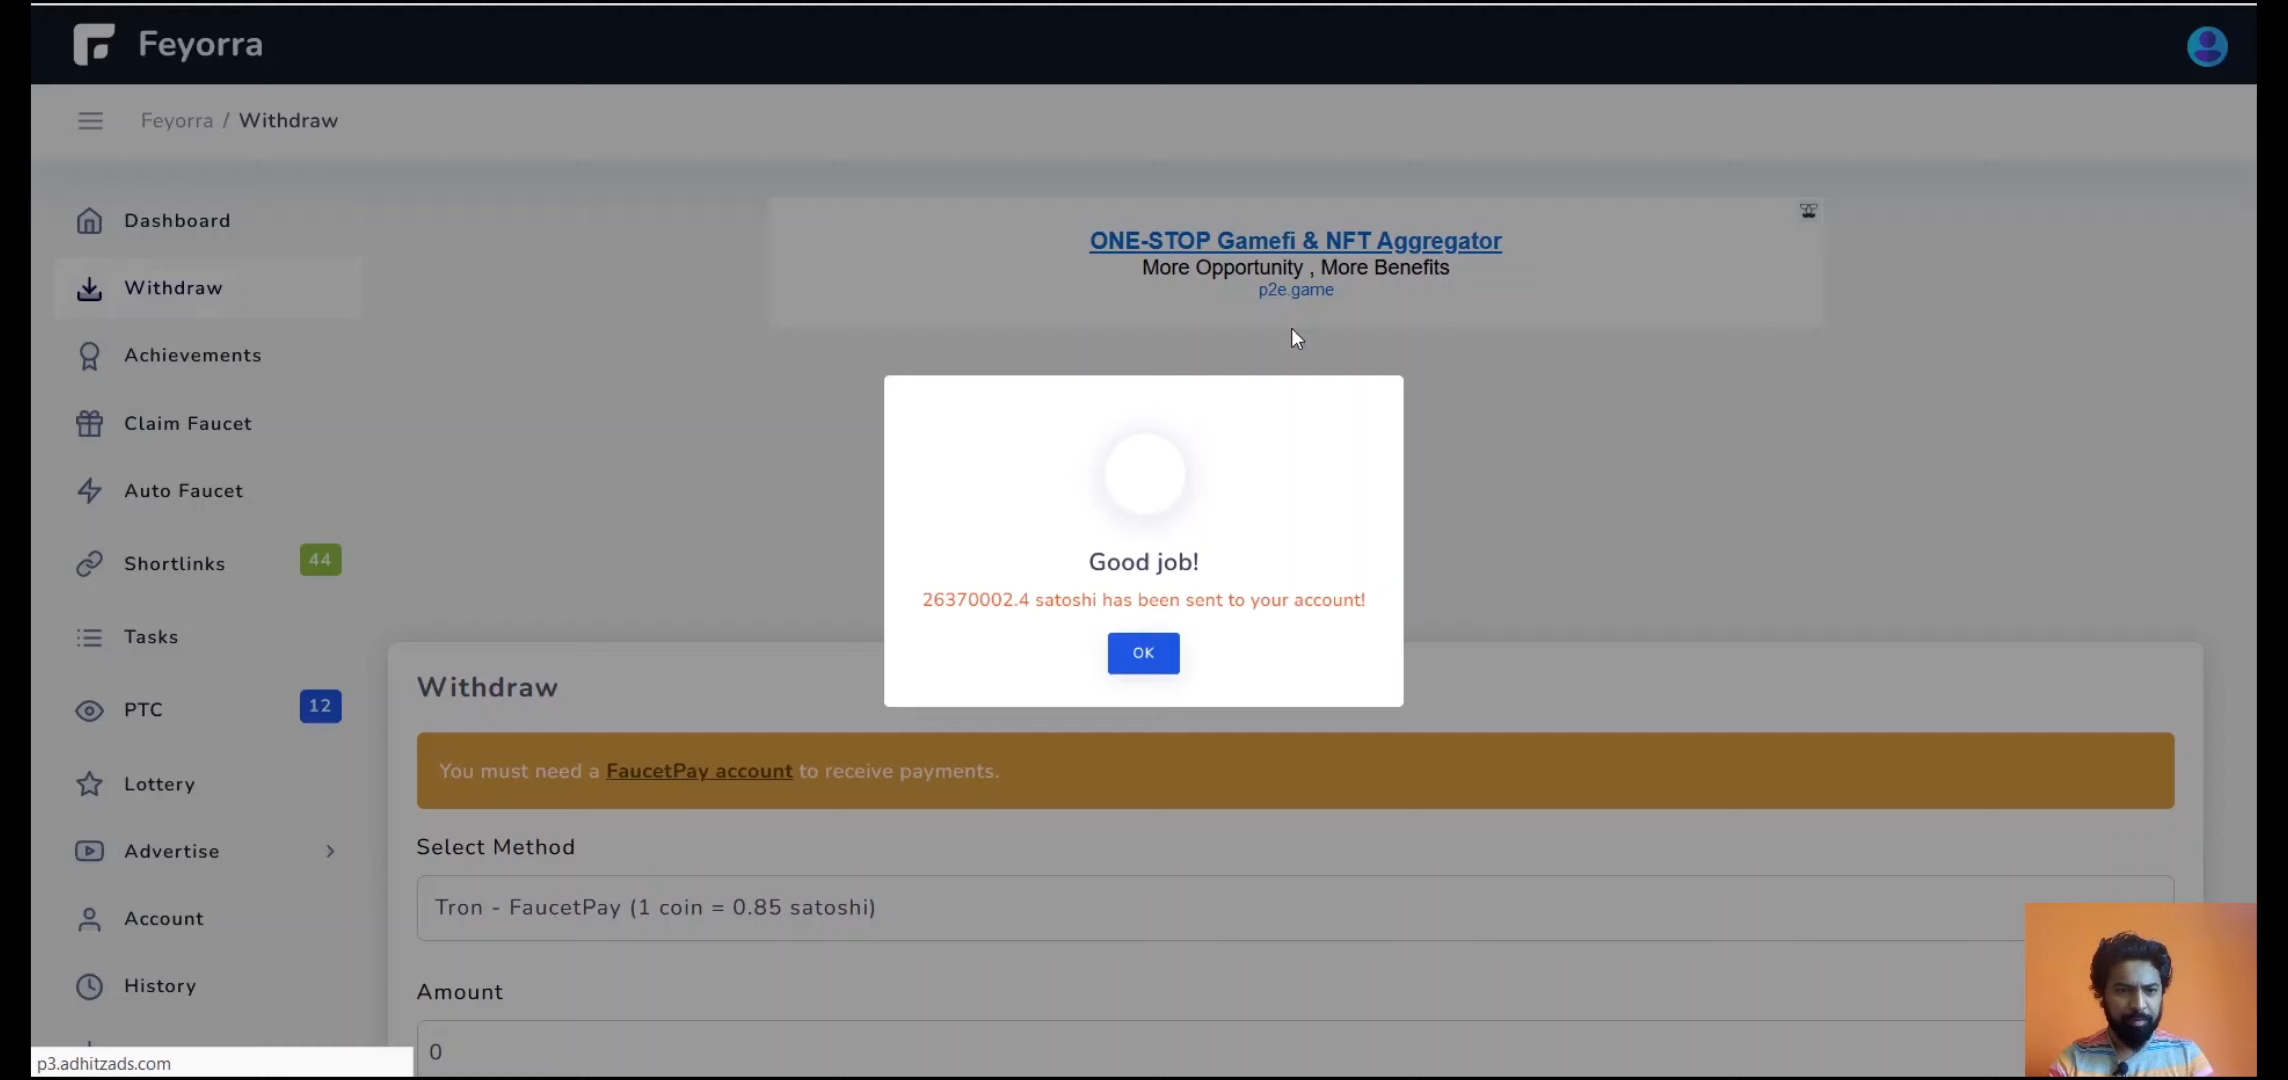 Feyorra
Feyorra / Withdraw
Dashboard
Withdraw
Achievements
Claim Faucet
Auto Faucet
Shortlinks 44
Tasks
PTC 12
Lottery
Advertise
Account
History
ONE-STOP Gamefi & NFT Aggregator
More Opportunity , More Benefits
p2e.game
Good job!
26370002.4 satoshi has been sent to your account!
OK
Withdraw
You must need a FaucetPay account to receive payments.
Select Method
Tron - FaucetPay (1 coin = 0.85 satoshi)
Amount
0
p3.adhitzads.com